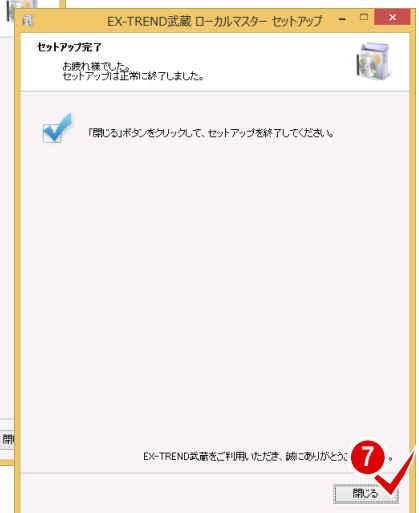 EX-TREND武蔵 ローカルマスター セットアップ
セットアップ完了
お疲れ様でした。
セットアップは正常に終了しました。
「閉じる」ボタンをクリックして、セットアップを終了してください。
EX-TREND武蔵をご利用いただき、誠にありがとうご
7
閉じる
閉